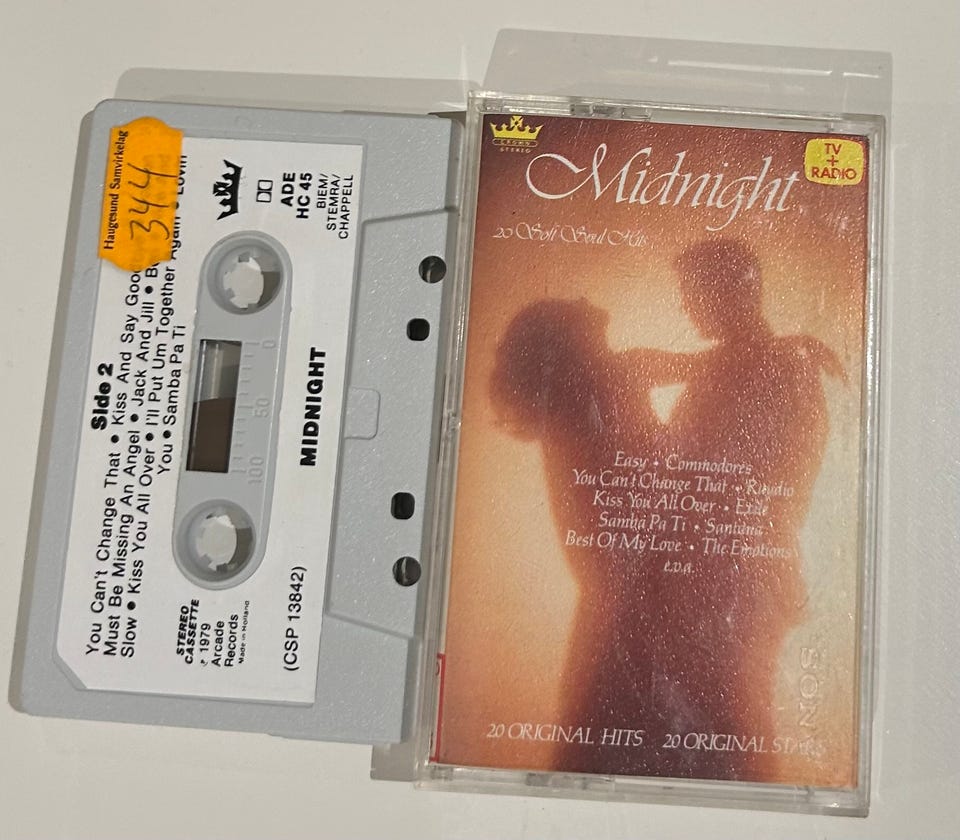 Haugesund Samvirkelag
344
Side 2
You Can't Change That • Kiss And Say Good
Must Be Missing An Angel • Jack And Jill •
Slow • Kiss You All Over • I'll Put Um Together Again •
You • Samba Pa Ti
ADE
HC 45
BIEM/
STEMRA/
CHAPPELL
0
50
100
MIDNIGHT
STEREO
CASSETTE
℗ 1979
Arcade
Records
Made in Holland
(CSP 13842)
CROWN
STEREO
Midnight
TV
+
RADIO
20 Soft Soul Hits
Easy • Commodores
You Can't Change That • Raydio
Kiss You All Over • Exile
Samba Pa Ti • Santana
Best Of My Love • The Emotions
e.v.a.
SONY
20 ORIGINAL HITS 20 ORIGINAL STARS